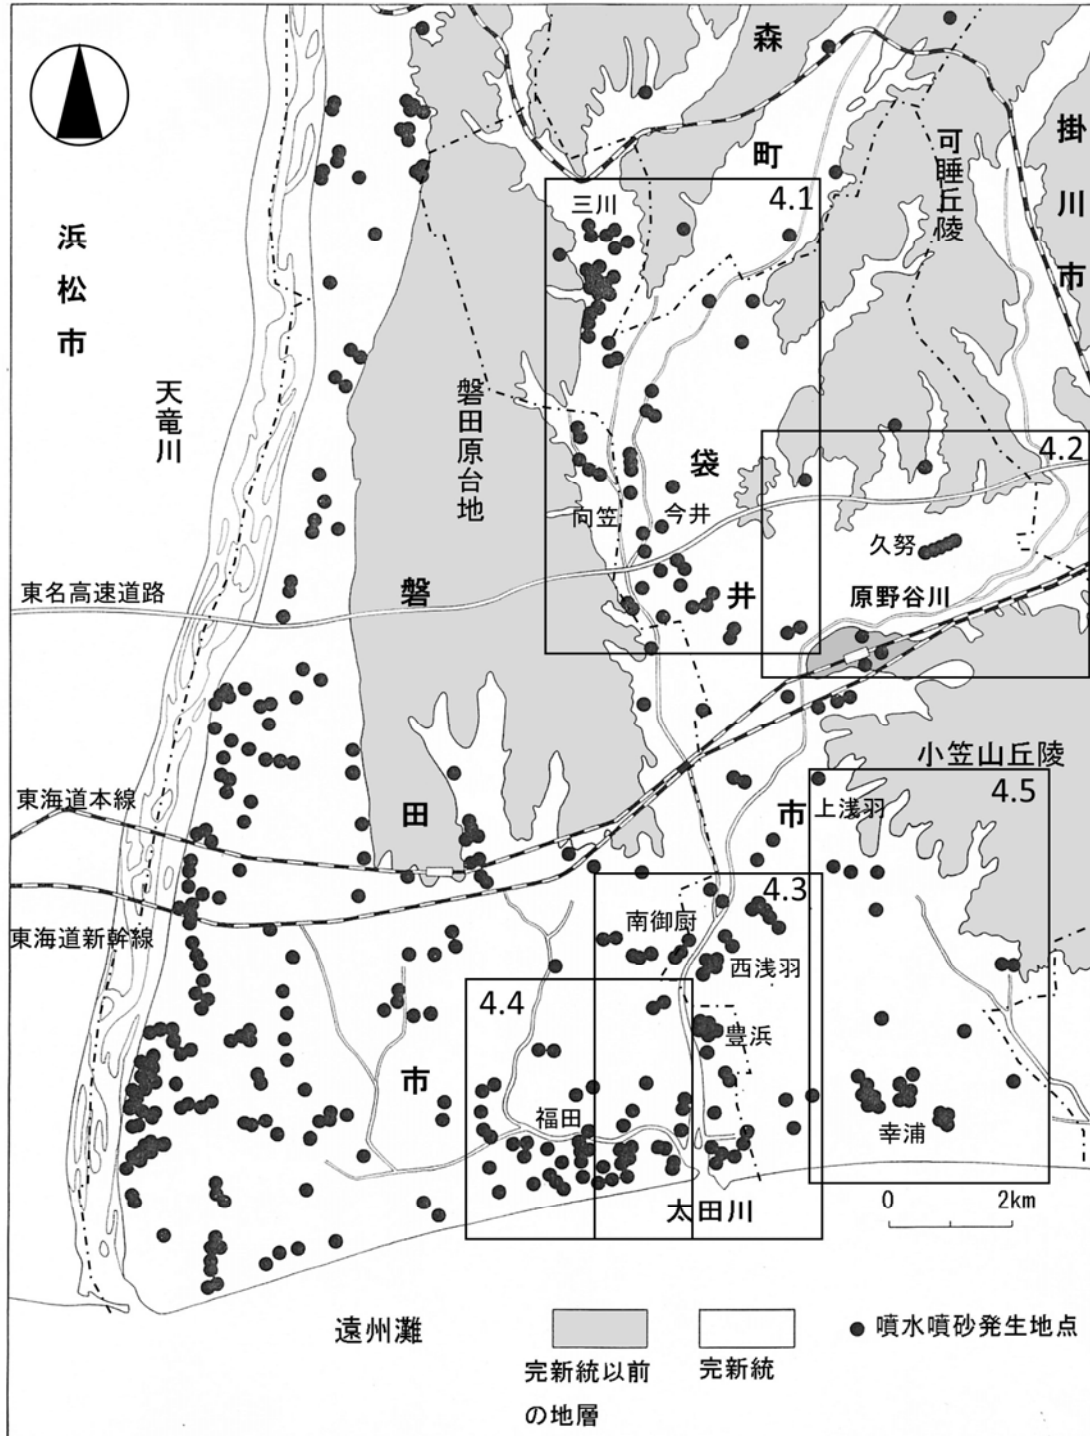 森
町
掛川市
可睡丘陵
4.1
三川
浜松市
天竜川
磐田原台地
4.2
袋
向笠
今井
久努
東名高速道路
磐
井
原野谷川
小笠山丘陵
4.5
東海道本線
田
市
上浅羽
4.3
南御厨
東海道新幹線
西浅羽
4.4
豊浜
市
福田
幸浦
太田川
0 2km
遠州灘
噴水噴砂発生地点
完新統以前
の地層
完新統